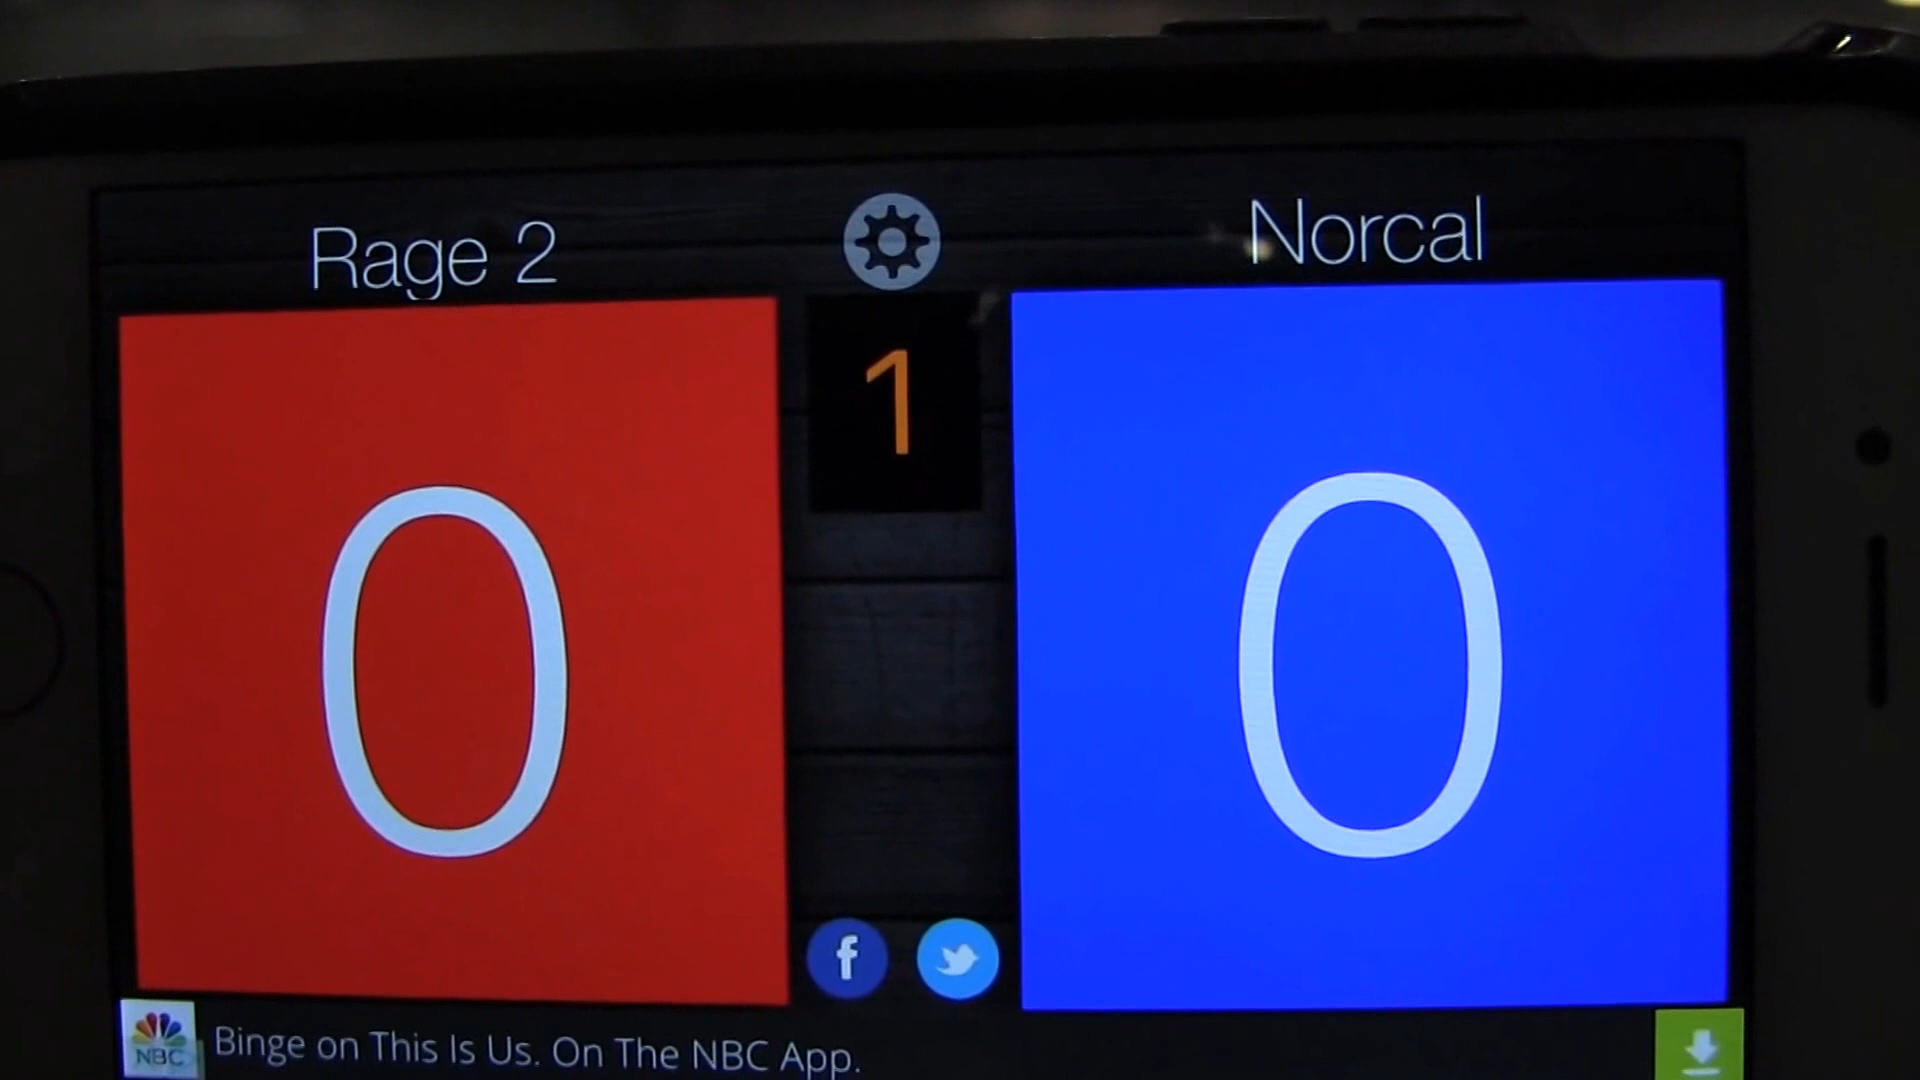 Rage 2
Norcal
1
0
0
f
NBC
Binge on This Is Us. On The NBC App.